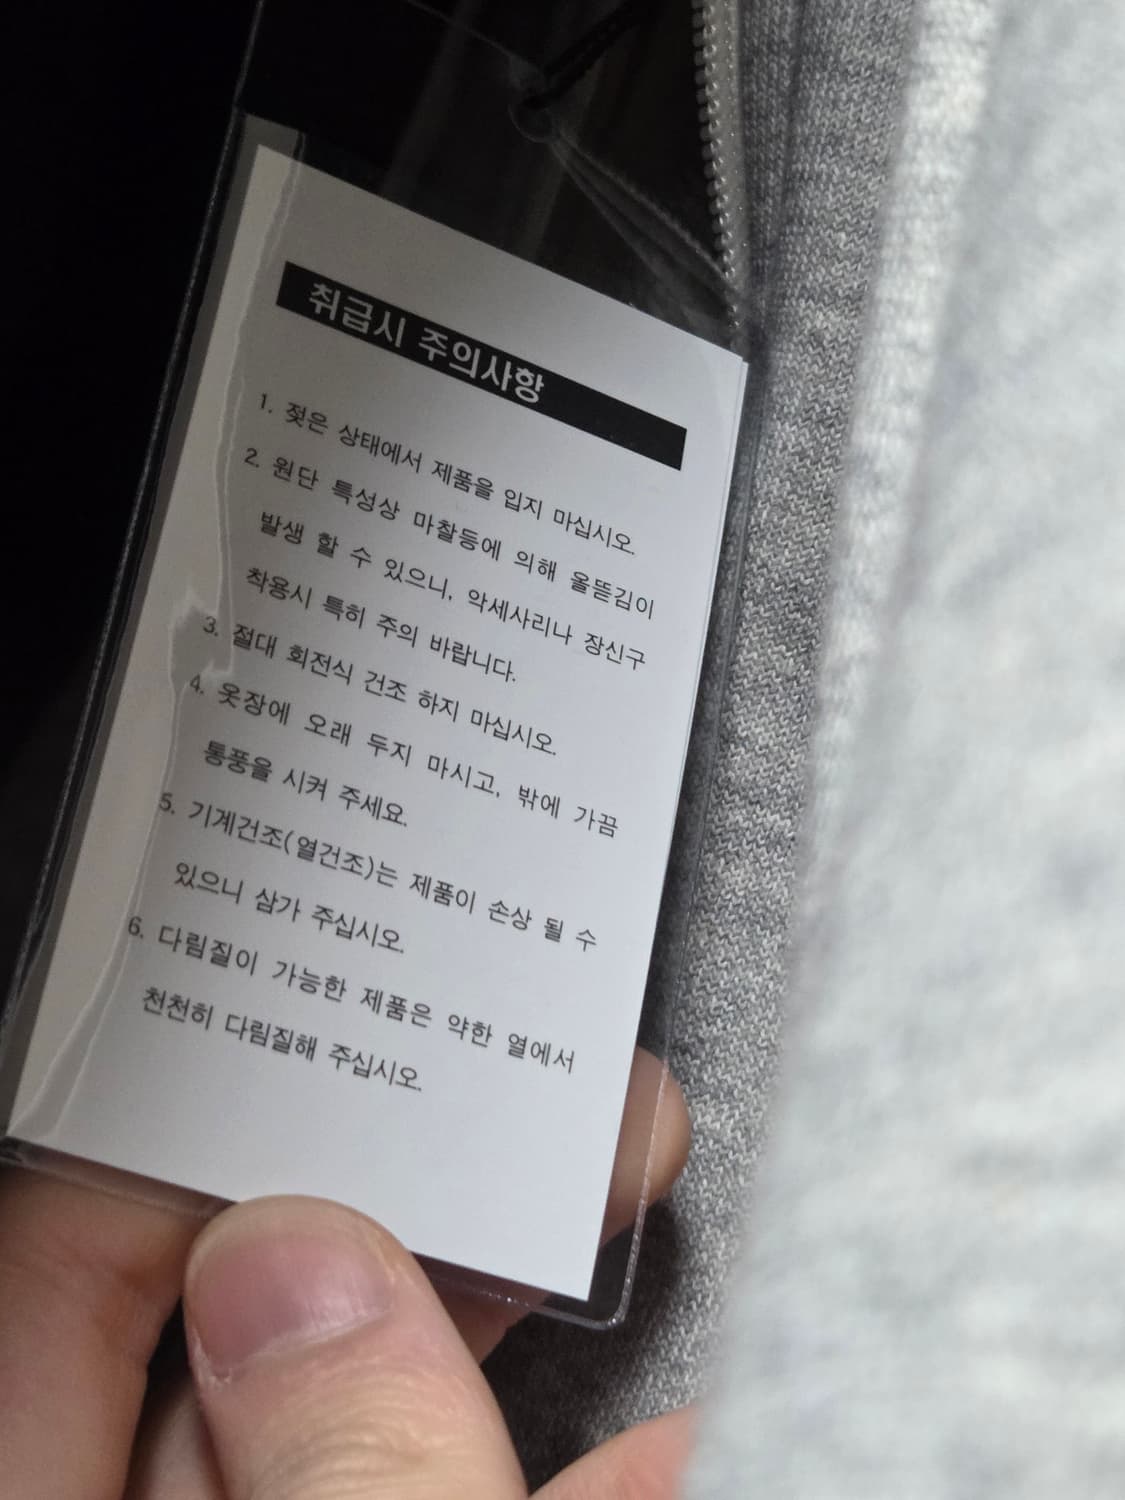 취급시 주의사항
1. 젖은 상태에서 제품을 입지 마십시오.
2. 원단 특성상 마찰등에 의해 올뜯김이
발생 할 수 있으니, 악세사리나 장신구
착용시 특히 주의 바랍니다.
3. 절대 회전식 건조 하지 마십시오.
4. 옷장에 오래 두지 마시고, 밖에 가끔
통풍을 시켜 주세요.
5. 기계건조(열건조)는 제품이 손상 될 수
있으니 삼가 주십시오.
6. 다림질이 가능한 제품은 약한 열에서
천천히 다림질해 주십시오.